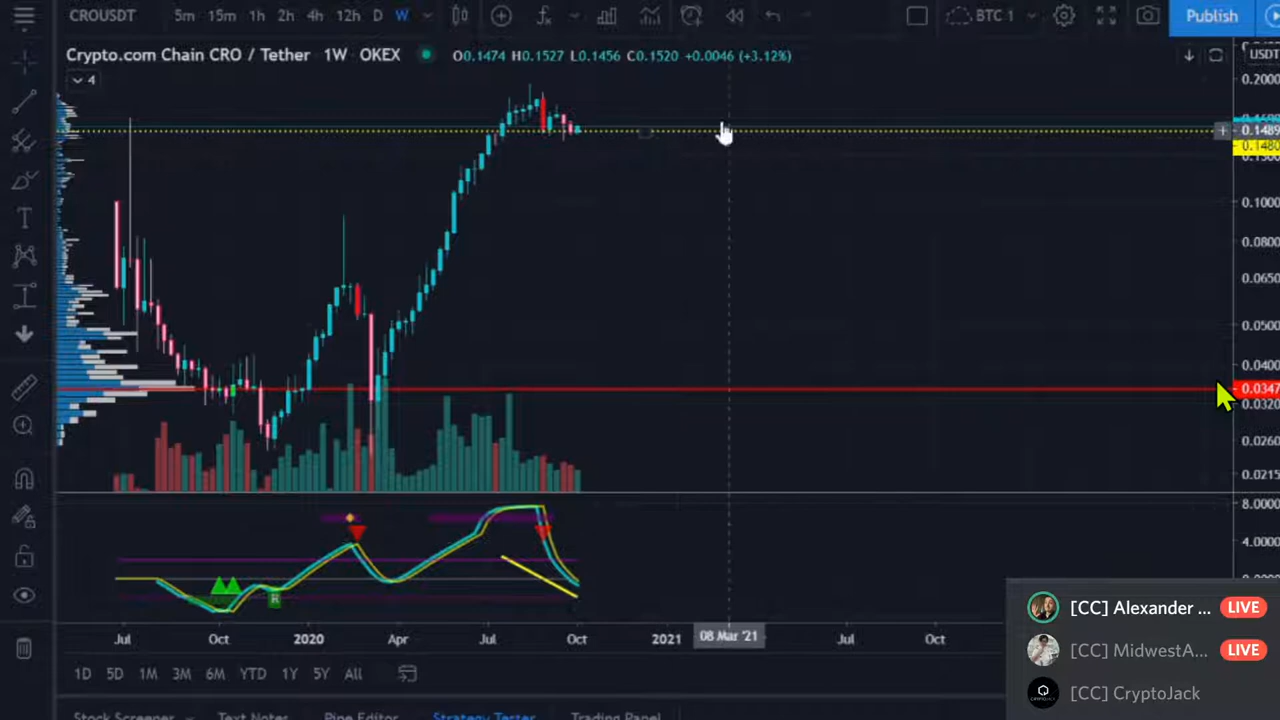 CROUSDT 5m 15m 1h 2h 4h 12h D W BTC 1 Publish
Crypto.com Chain CRO / Tether 1W OKEX O0.1474 H0.1527 L0.1456 C0.1520 +0.0046 (+3.12%) USDT
4
0.2000
0.1489
0.1480
0.1000
0.0800
0.0650
0.0500
0.0400
0.0347
0.0320
0.0260
0.0215
8.0000
4.0000
R
Jul Oct 2020 Apr Jul Oct 2021 08 Mar '21 Jul Oct
1D 5D 1M 3M 6M YTD 1Y 5Y All
Stock Screener Text Notes Pine Editor Strategy Tester Trading Panel
[CC] Alexander ... LIVE
[CC] MidwestA... LIVE
[CC] CryptoJack